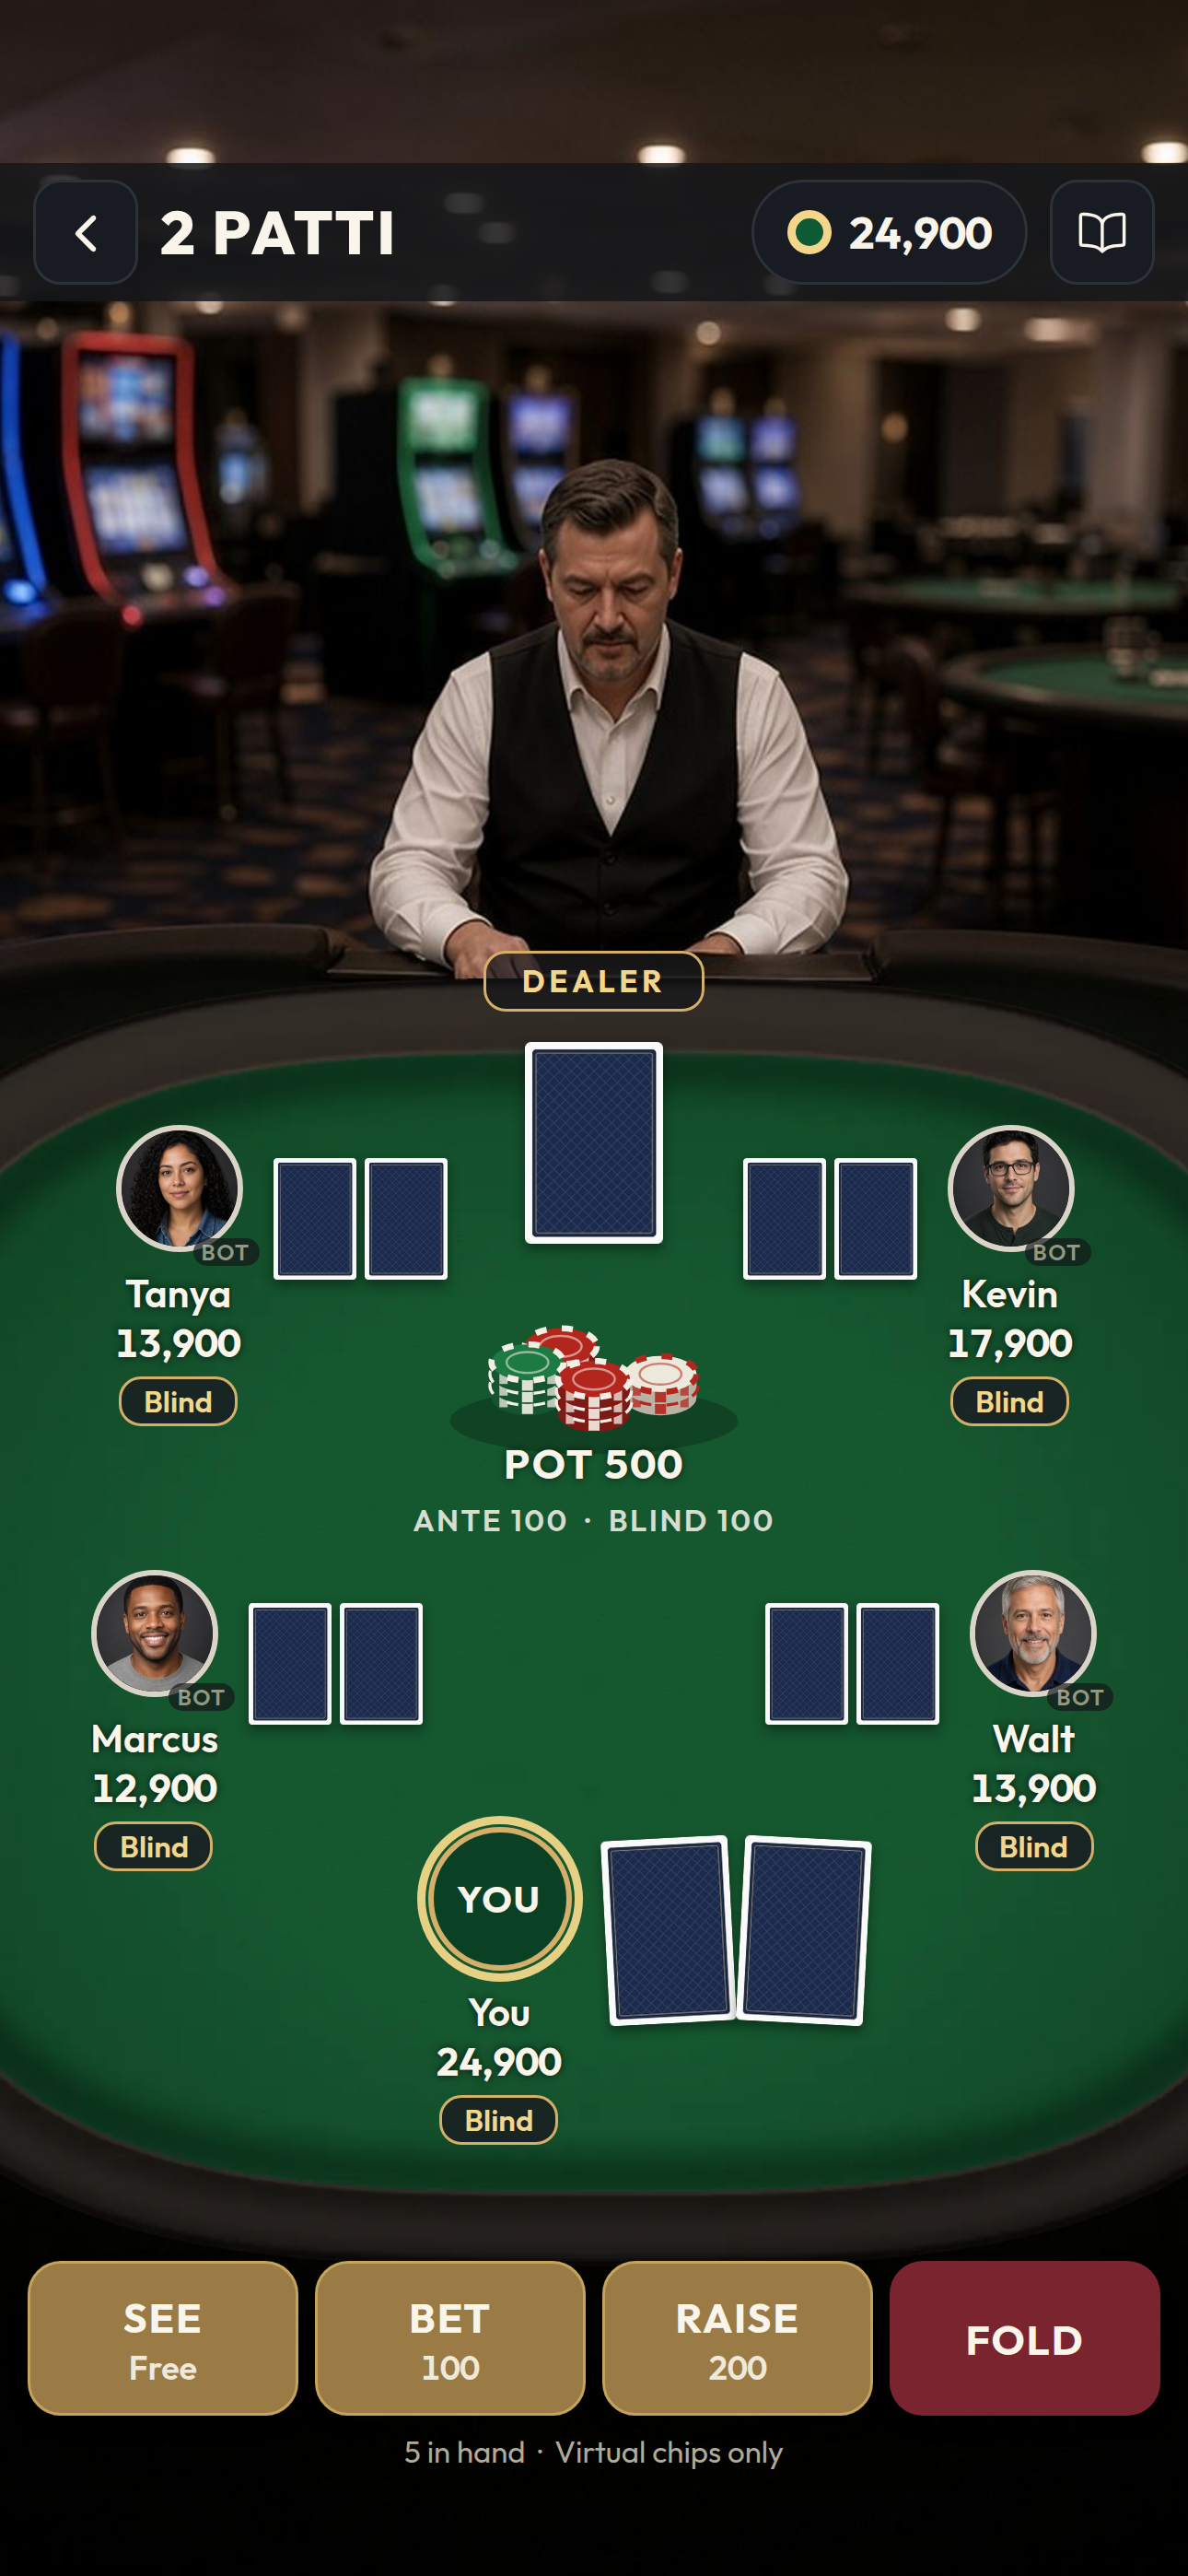 2 PATTI
24,900
DEALER
BOT
BOT
Tanya
Kevin
13,900
17,900
Blind
Blind
POT 500
ANTE 100 · BLIND 100
BOT
BOT
Marcus
Walt
12,900
13,900
Blind
Blind
YOU
You
24,900
Blind
SEE
Free
BET
100
RAISE
200
FOLD
5 in hand · Virtual chips only